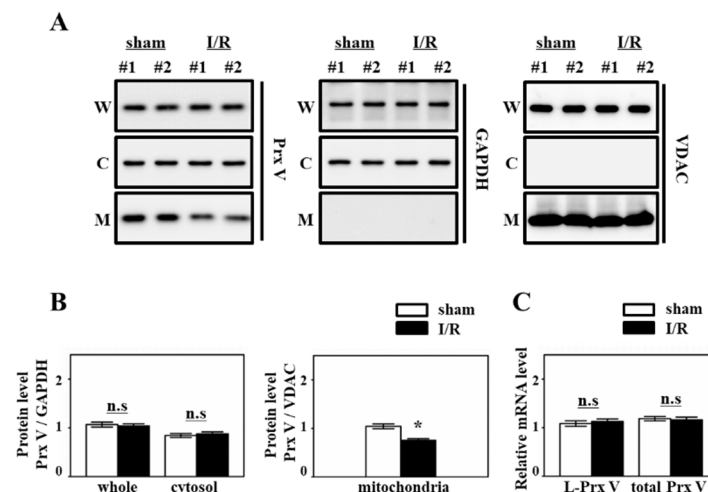 A
sham I/R sham I/R sham I/R
#1 #2 #1 #2 #1 #2 #1 #2 #1 #2 #1 #2
W W W
C C C
M M M
Prx V
GAPDH
VDAC
B C
sham sham
I/R I/R
Protein level
Prx V / GAPDH
2
1
0
n.s n.s
whole cytosol
Protein level
Prx V / VDAC
2
1
0
*
mitochondria
Relative mRNA level
2
1
0
n.s n.s
L-Prx V total Prx V